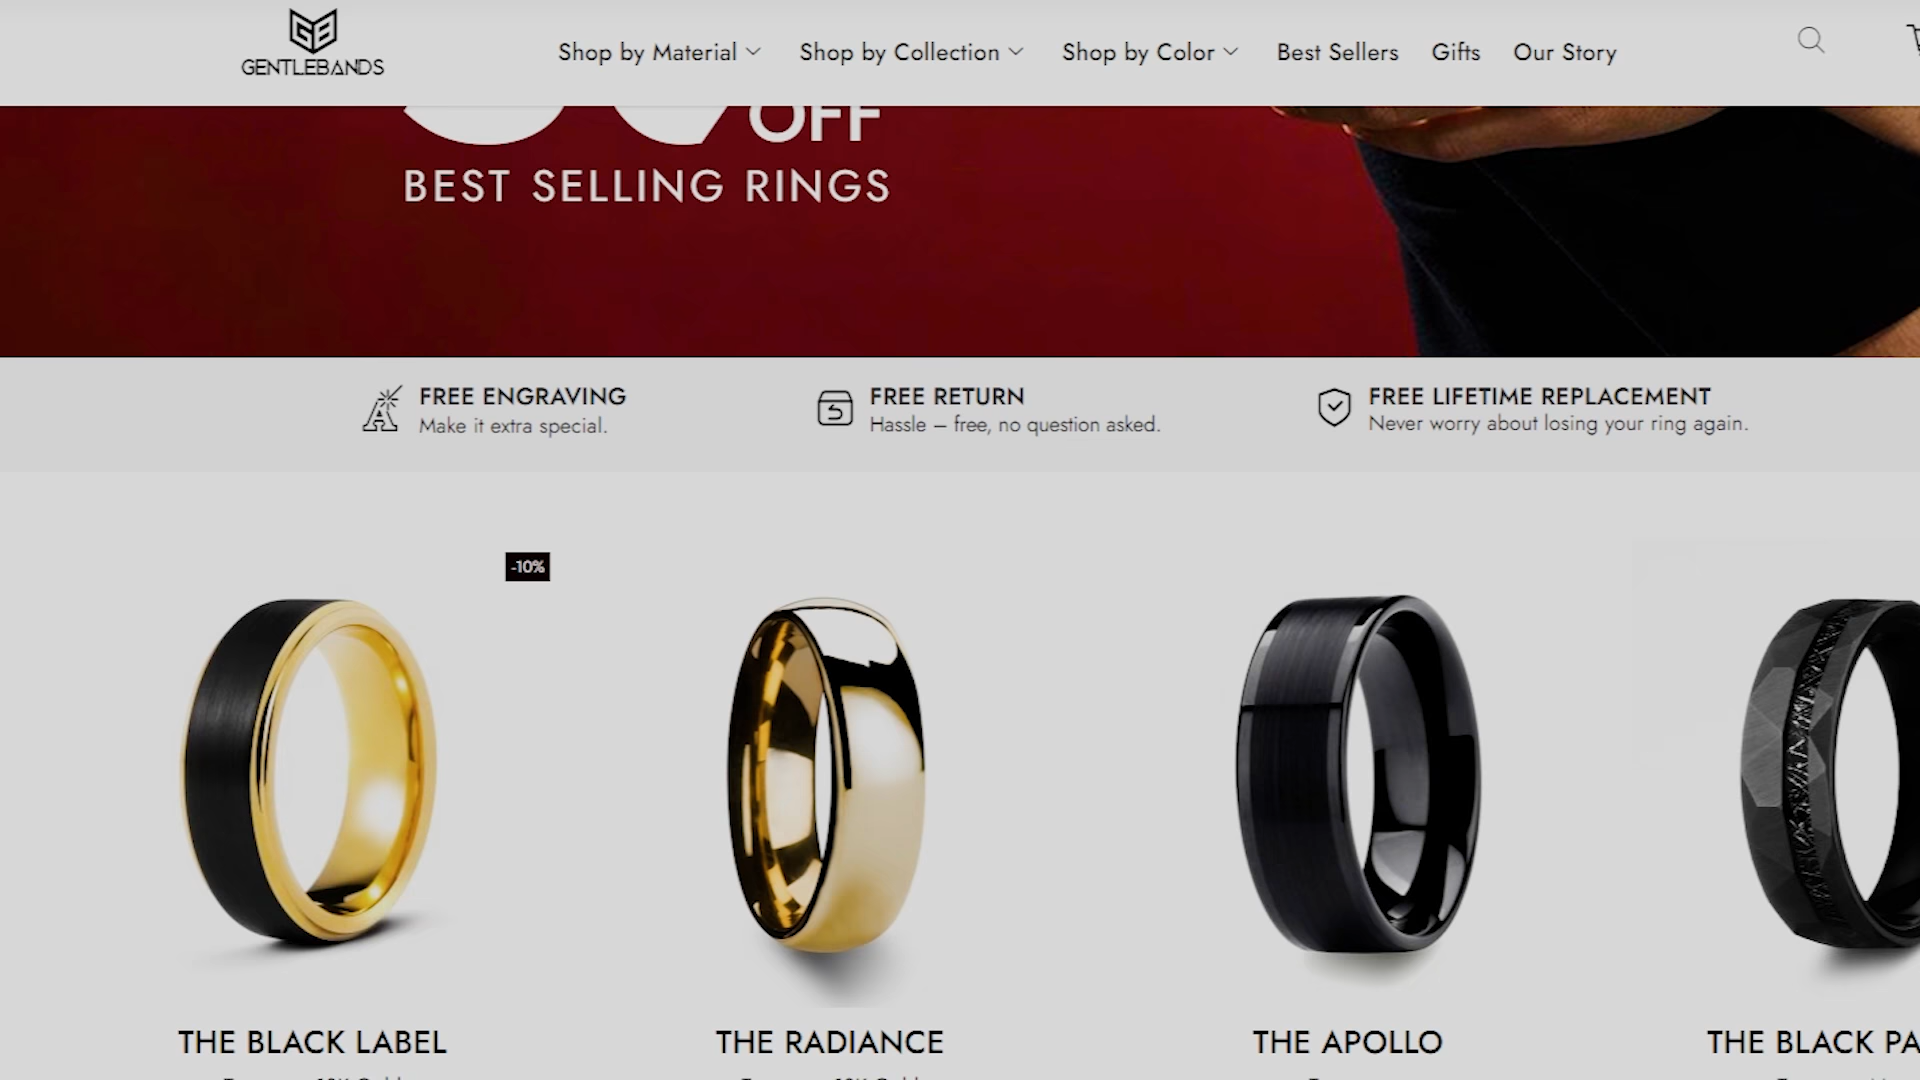 GENTLEBANDS
Shop by Material
Shop by Collection
Shop by Color
Best Sellers
Gifts
Our Story
OFF
BEST SELLING RINGS
FREE ENGRAVING
Make it extra special.
FREE RETURN
Hassle – free, no question asked.
FREE LIFETIME REPLACEMENT
Never worry about losing your ring again.
-10%
THE BLACK LABEL
THE RADIANCE
THE APOLLO
THE BLACK